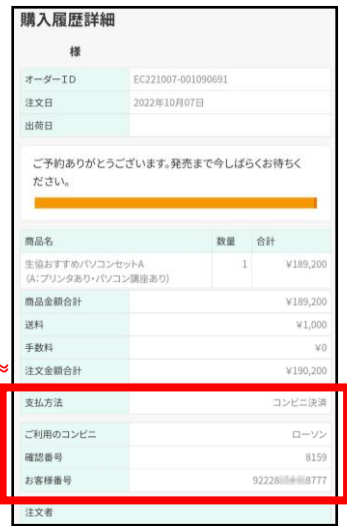 購入履歴詳細
様
オーダーID EC221007-001090691
注文日 2022年10月07日
出荷日
ご予約ありがとうございます。発売まで今しばらくお待ちく
ださい。
商品名 数量 合計
生協おすすめパソコンセットA 1 ¥189,200
(A:プリンタあり・パソコン講座あり)
商品金額合計 ¥189,200
送料 ¥1,000
手数料 ¥0
注文金額合計 ¥190,200
支払方法 コンビニ決済
ご利用のコンビニ ローソン
確認番号 8159
お客様番号 92228 8777
注文者